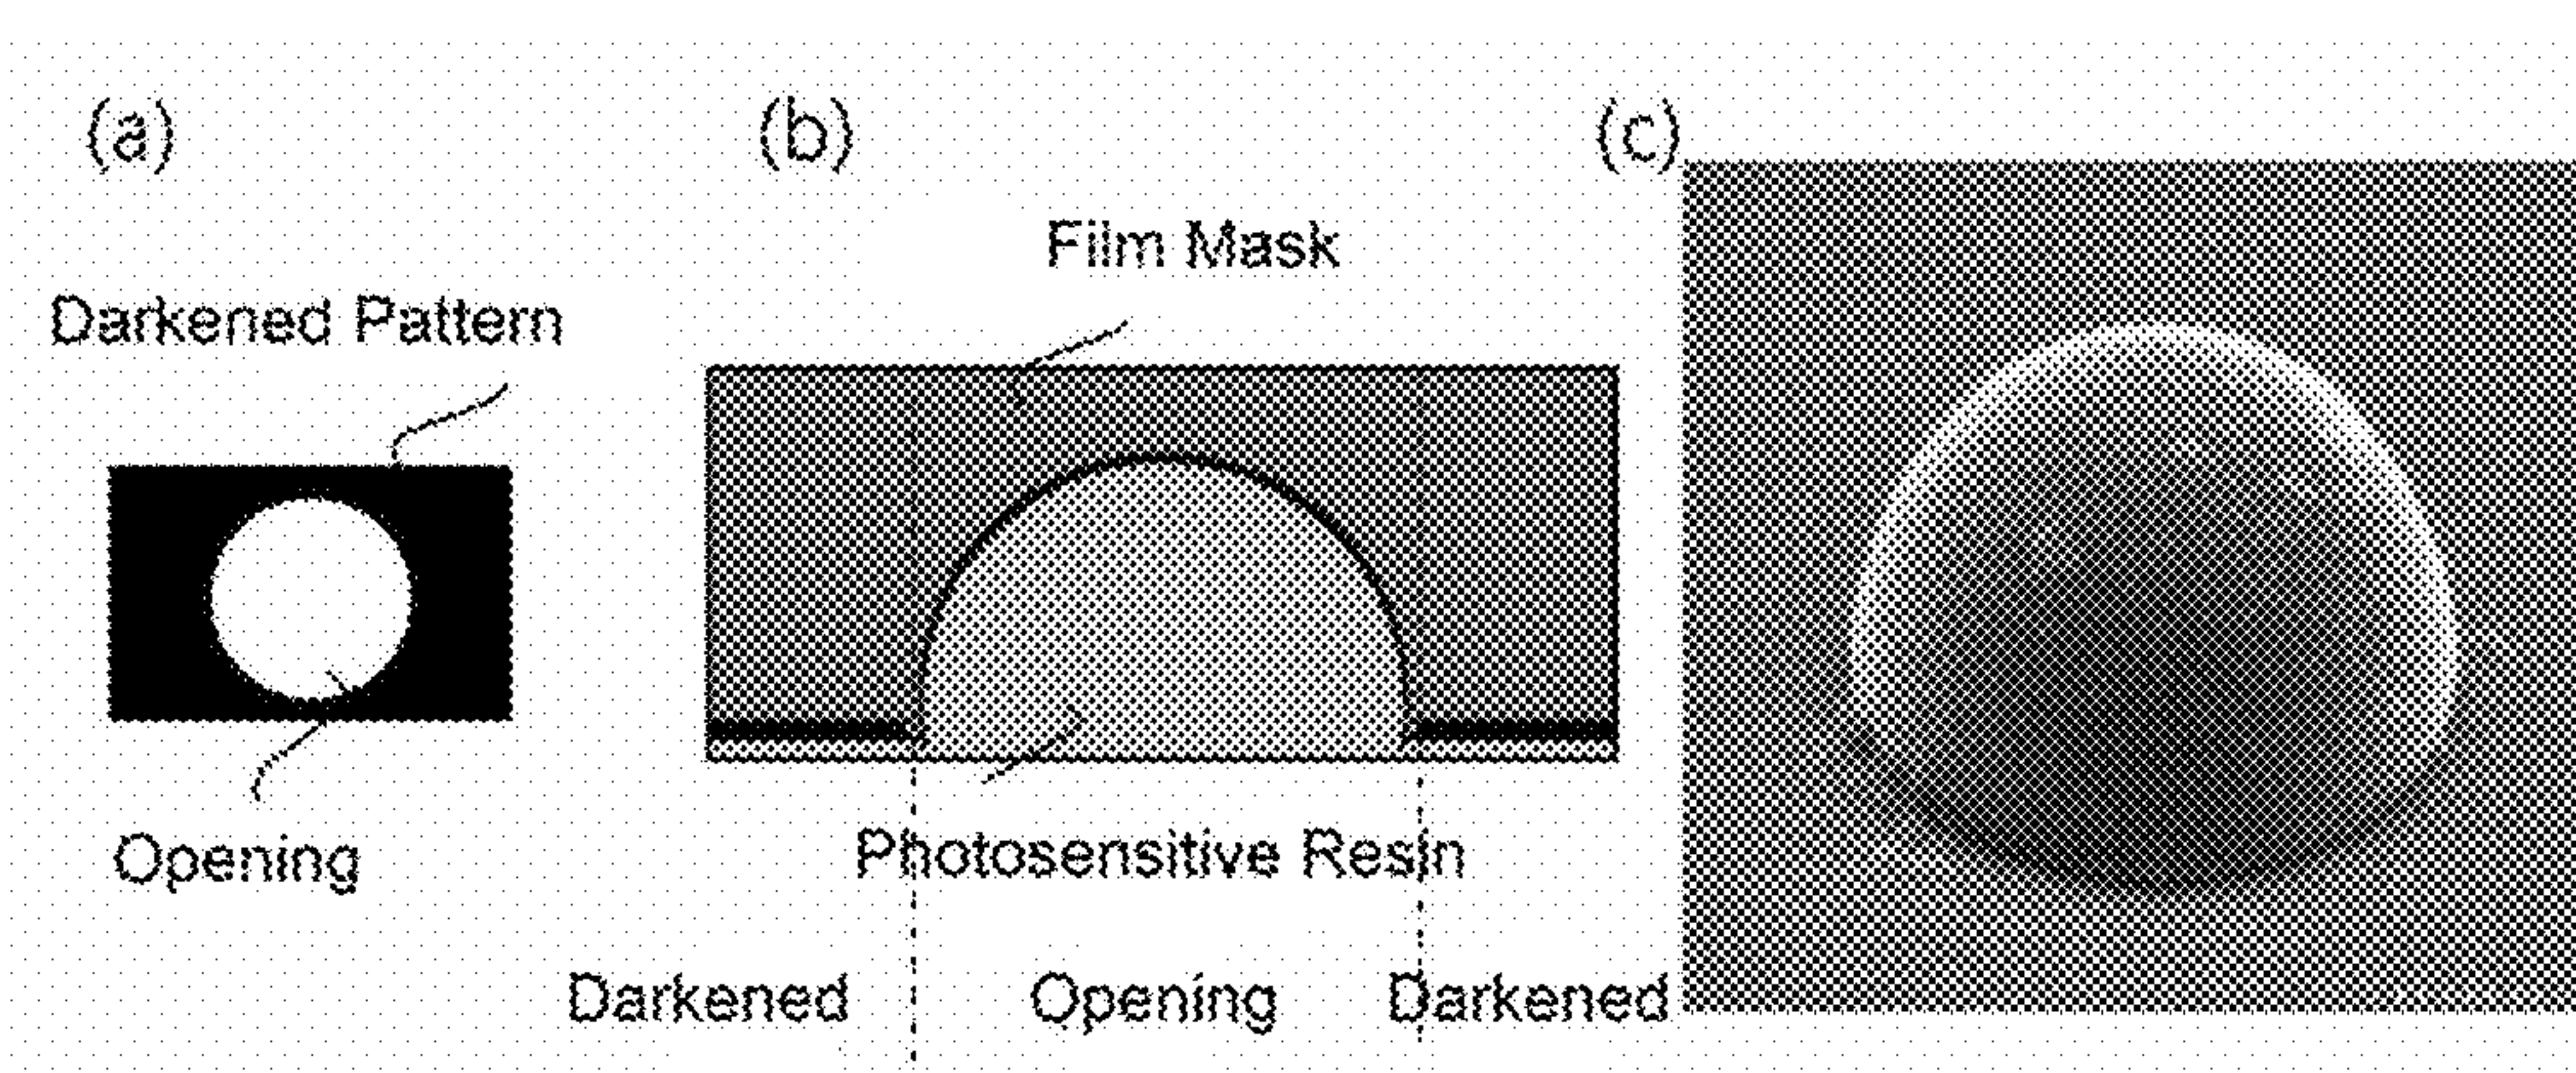 (a)
(b)
(c)
Film Mask
Darkened Pattern
Opening
Photosensitive Resin
Darkened
Opening
Darkened